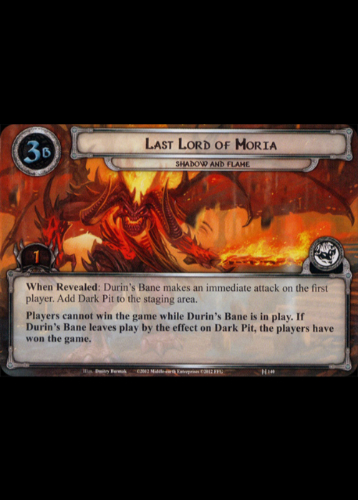 3B
LAST LORD OF MORIA
SHADOW AND FLAME
1
When Revealed: Durin's Bane makes an immediate attack on the first
player. Add Dark Pit to the staging area.
Players cannot win the game while Durin's Bane is in play. If
Durin's Bane leaves play by the effect on Dark Pit, the players have
won the game.
©2012 FFG